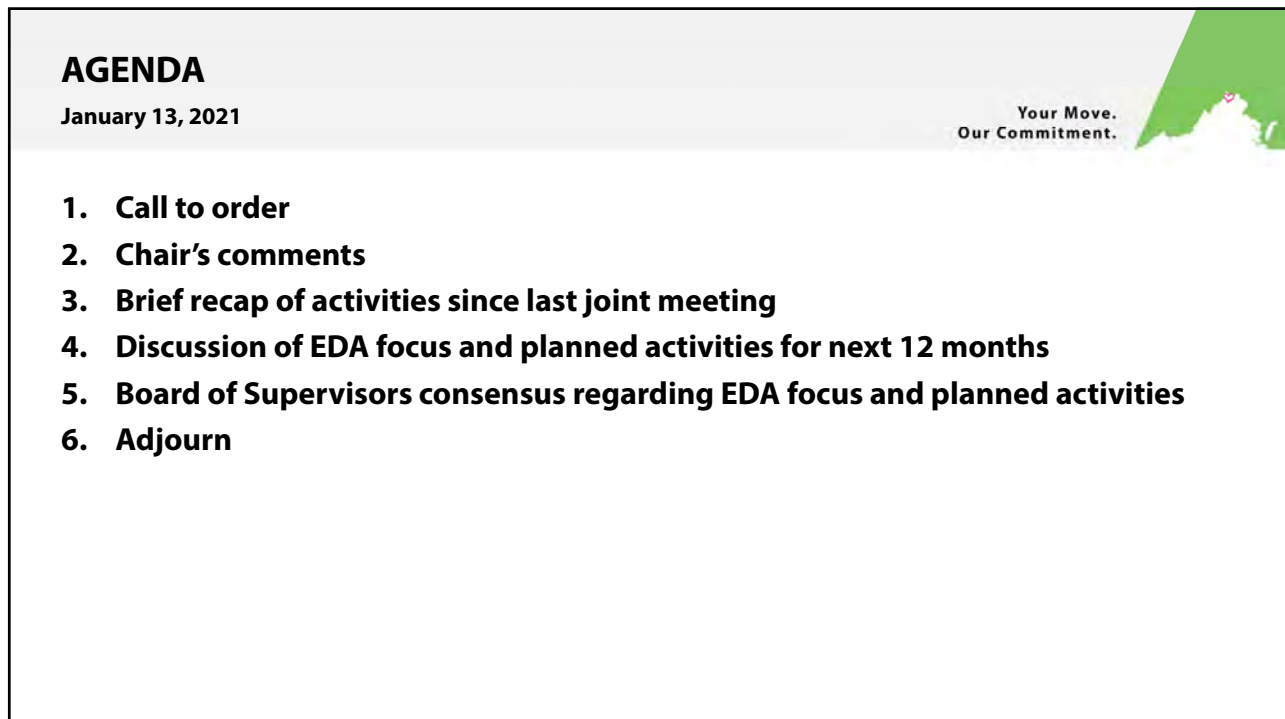 AGENDA
January 13, 2021
Your Move.
Our Commitment.
1. Call to order
2. Chair’s comments
3. Brief recap of activities since last joint meeting
4. Discussion of EDA focus and planned activities for next 12 months
5. Board of Supervisors consensus regarding EDA focus and planned activities
6. Adjourn